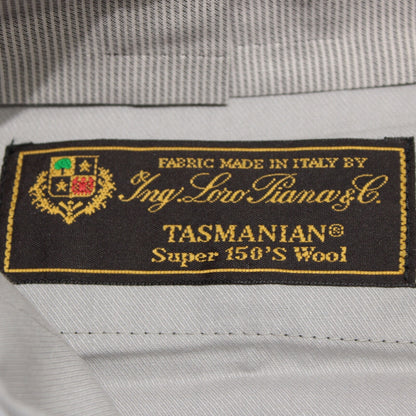 FABRIC MADE IN ITALY BY
Ing. Loro Piana & C.
TASMANIAN®
Super 150'S Wool